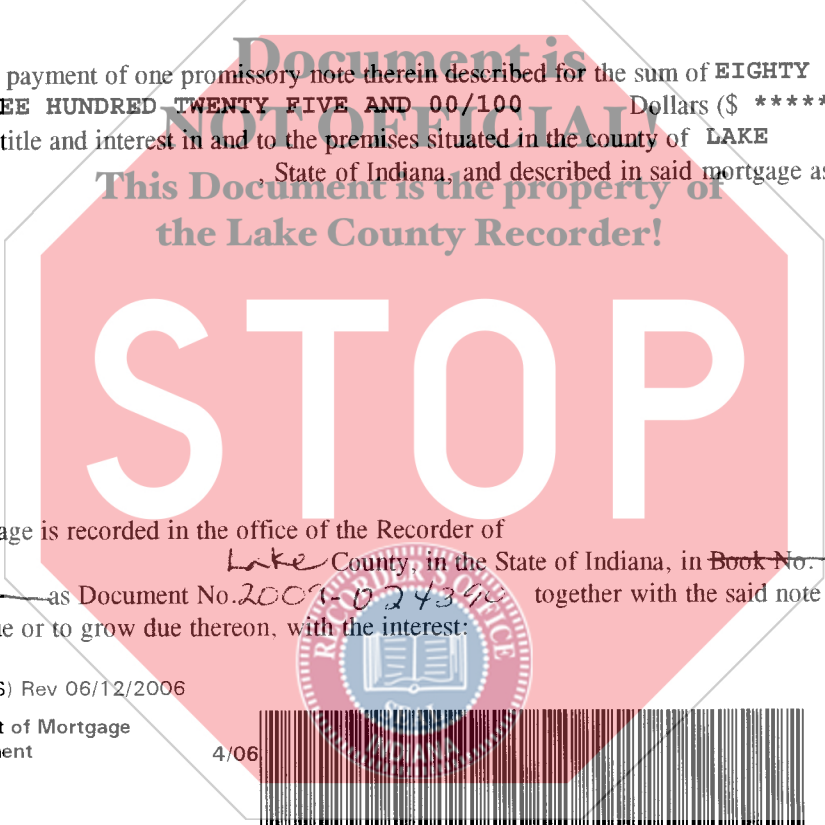 Document is
payment of one promissory note therein described for the sum of EIGHTY
EE HUNDRED TWENTY FIVE AND 00/100 Dollars ($ *****
NOT OFFICIAL!
title and interest in and to the premises situated in the county of LAKE
, State of Indiana, and described in said mortgage as
This Document is the property of
the Lake County Recorder!
STOP
age is recorded in the office of the Recorder of
Lake County, in the State of Indiana, in Book No.
as Document No. 2009-024390 together with the said note
ue or to grow due thereon, with the interest:
RECORDER'S OFFICE
SEAL
INDIANA
S) Rev 06/12/2006
t of Mortgage
ment
4/06